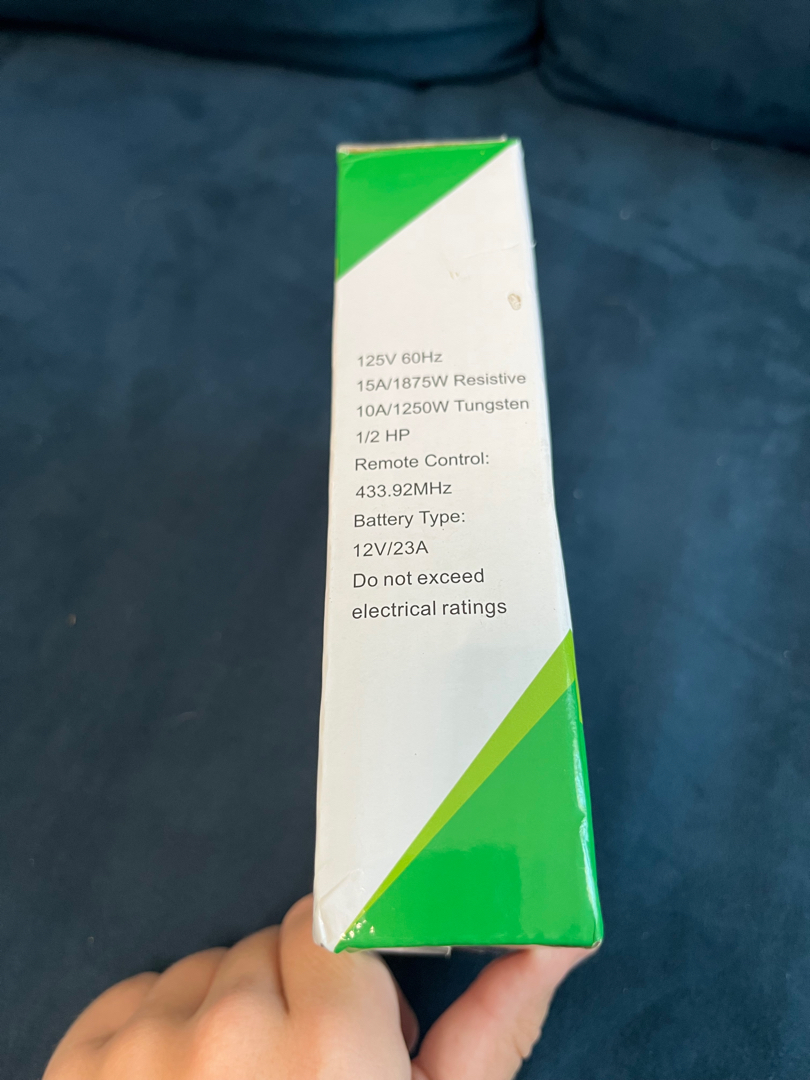 125V 60Hz
15A/1875W Resistive
10A/1250W Tungsten
1/2 HP
Remote Control:
433.92MHz
Battery Type:
12V/23A
Do not exceed
electrical ratings